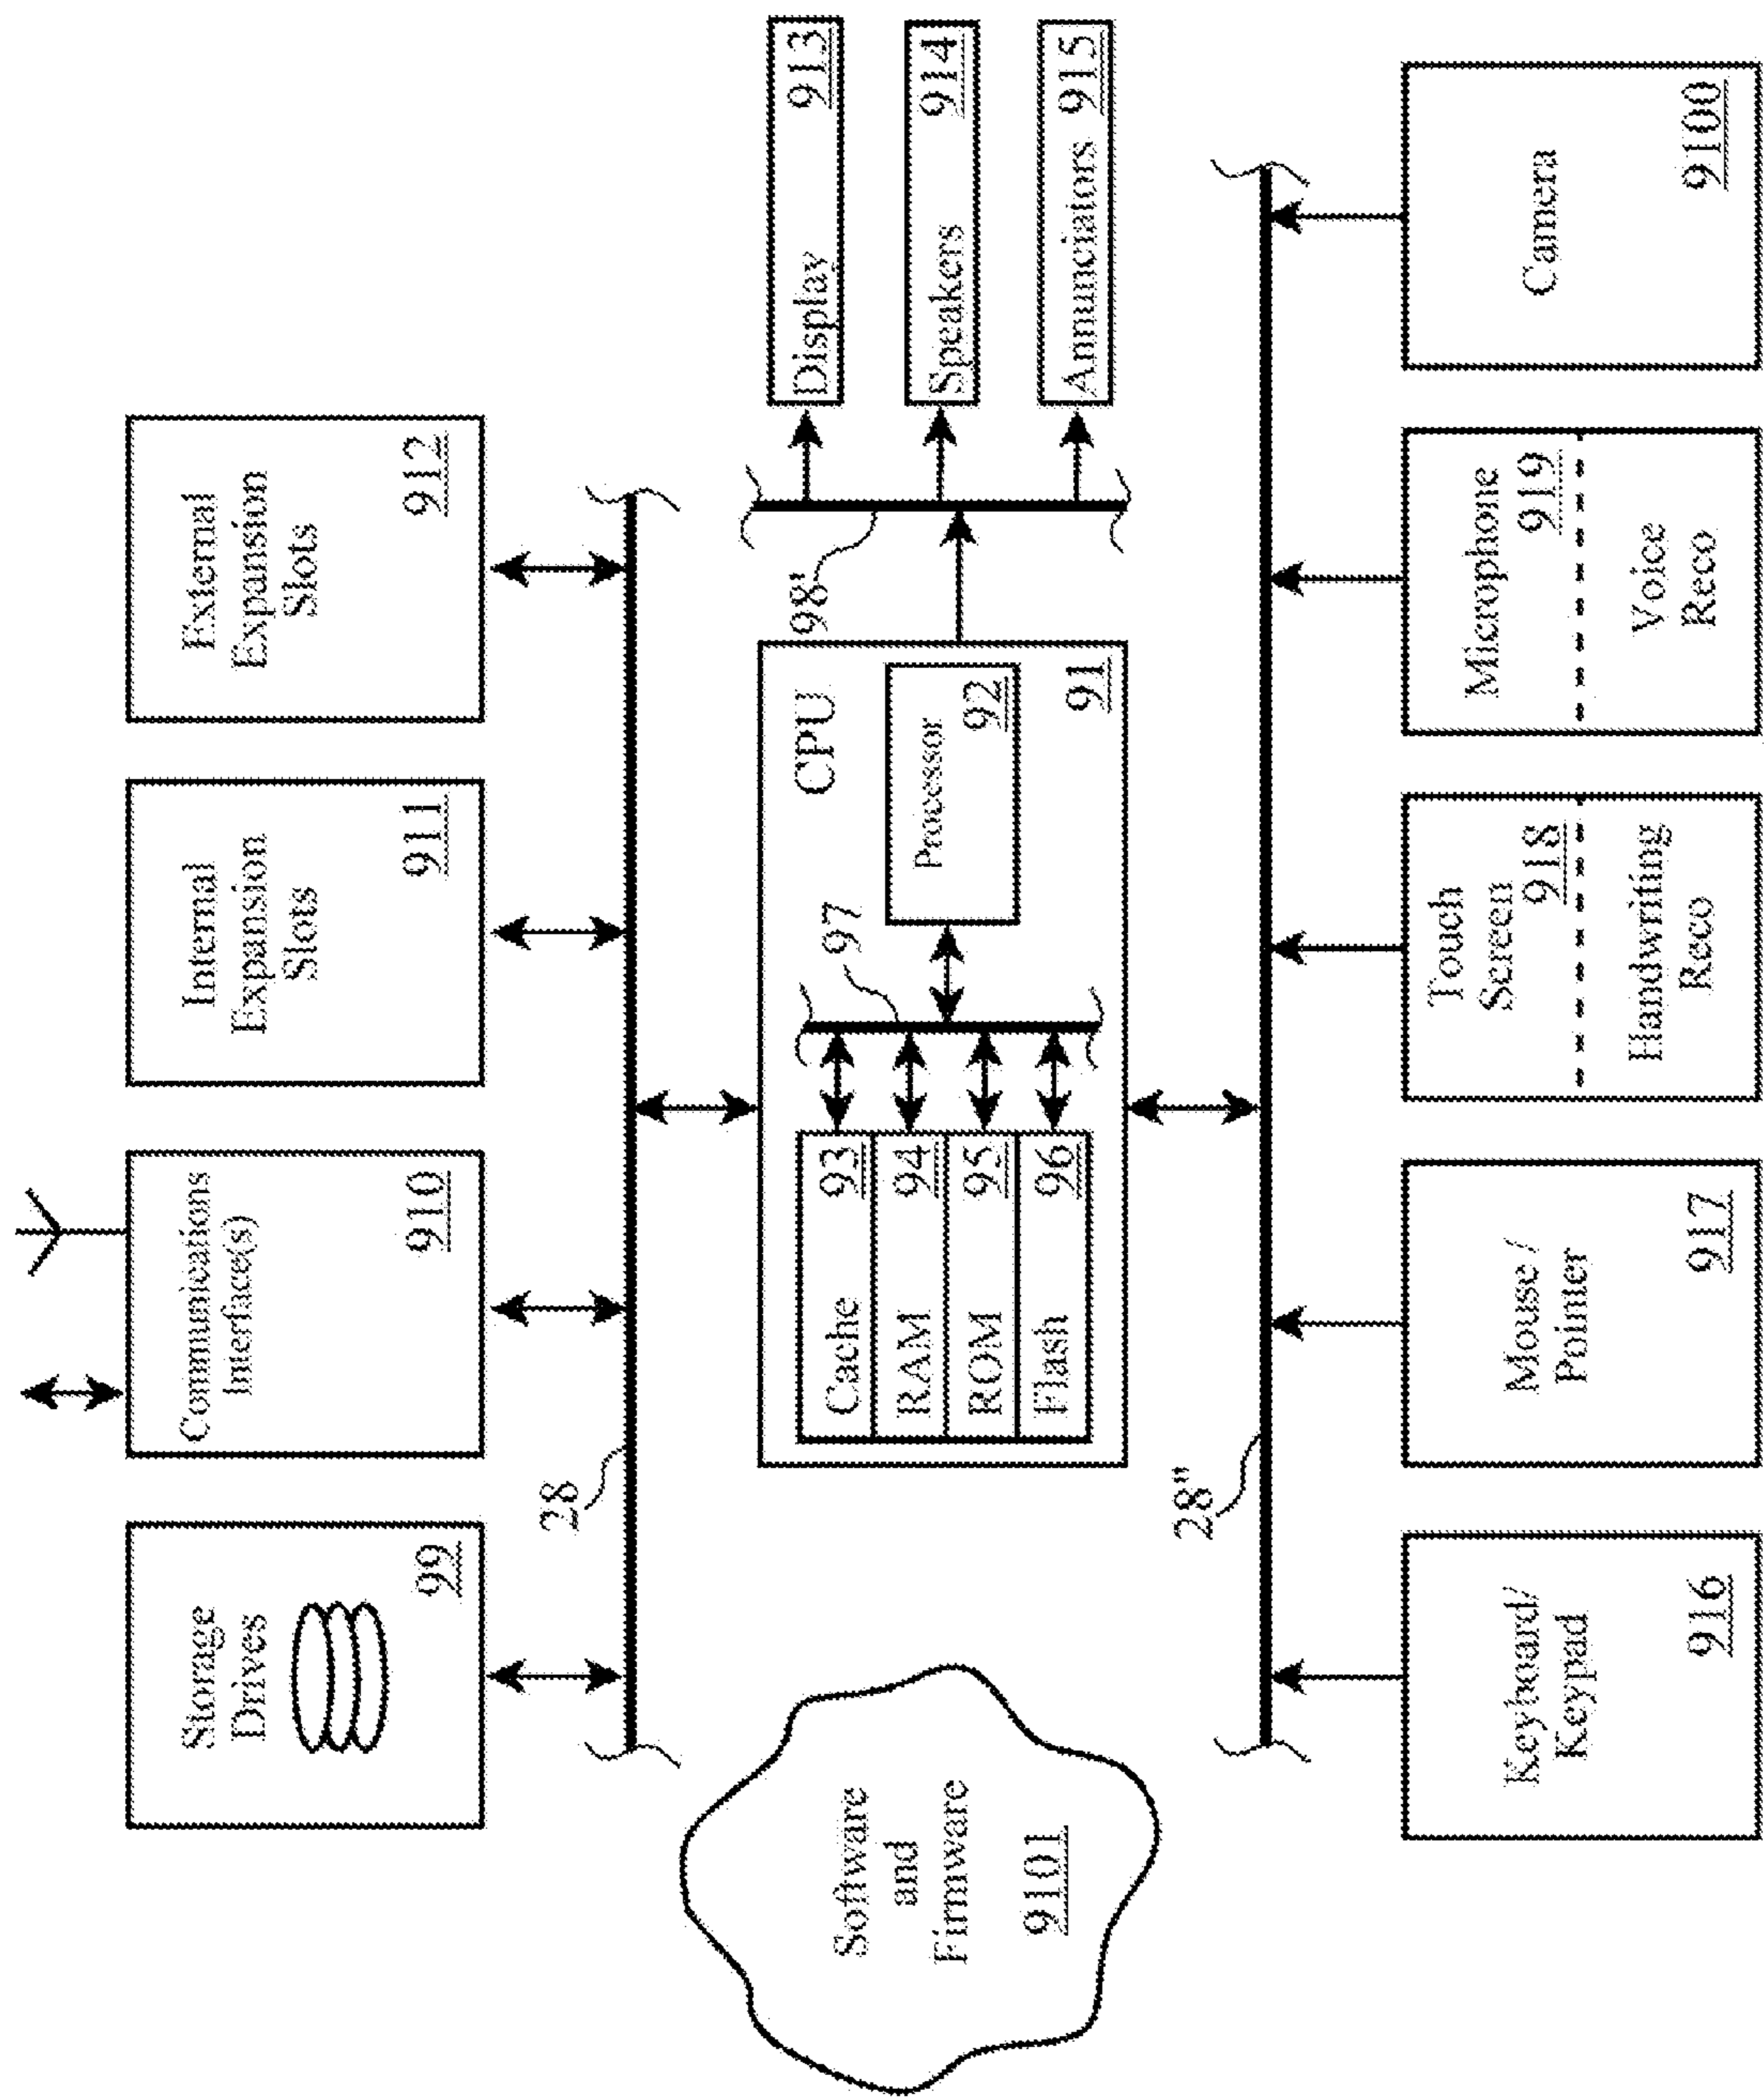 Storage
Drives
99
Communications
Interface(s)
910
Internal
Expansion
Slots
911
External
Expansion
Slots
912
28
Software
and
Firmware
9101
CPU
Cache 93
RAM 94
ROM 95
Flash 96
97
Processor
92
91
98'
Display 913
Speakers 914
Annunciators 915
28"
Keyboard/
Keypad
916
Mouse /
Pointer
917
Touch
Screen
918
Handwriting
Reco
Microphone
919
Voice
Reco
Camera
9100